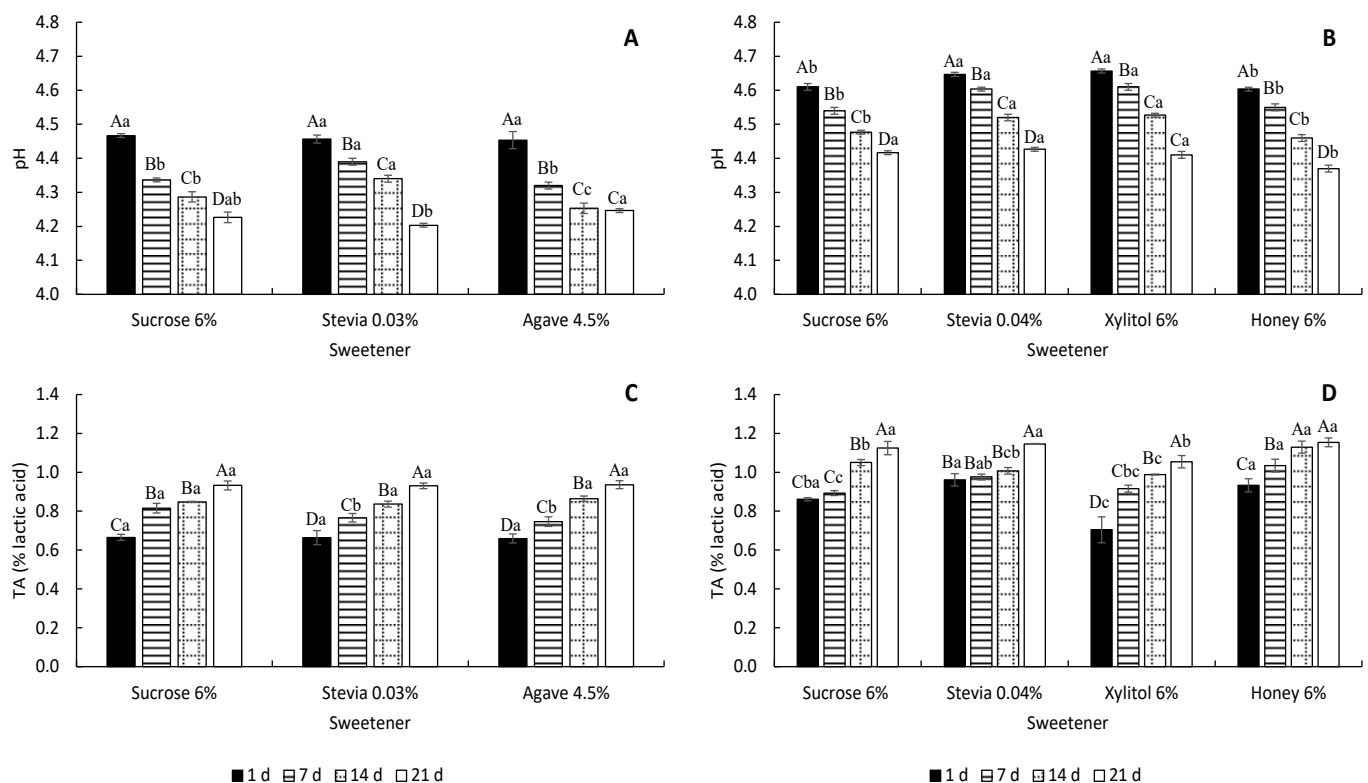 A
4.8
4.7
4.6
4.5
4.4
4.3
4.2
4.1
4.0
pH
Aa Bb Cb Dab
Aa Ba Ca Db
Aa Bb Cc Ca
Sucrose 6% Stevia 0.03% Agave 4.5%
Sweetener
B
4.8
4.7
4.6
4.5
4.4
4.3
4.2
4.1
4.0
pH
Ab Bb Cb Da
Aa Ba Ca Da
Aa Ba Ca Ca
Ab Bb Cb Db
Sucrose 6% Stevia 0.04% Xylitol 6% Honey 6%
Sweetener
C
1.4
1.2
1.0
0.8
0.6
0.4
0.2
0.0
TA (% lactic acid)
Ca Ba Ba Aa
Da Cb Ba Aa
Da Cb Ba Aa
Sucrose 6% Stevia 0.03% Agave 4.5%
Sweetener
1 d 7 d 14 d 21 d
D
1.4
1.2
1.0
0.8
0.6
0.4
0.2
0.0
TA (% lactic acid)
Cba Cc Bb Aa
Ba Bab Bcb Aa
Dc Cbc Bc Ab
Ca Ba Aa Aa
Sucrose 6% Stevia 0.04% Xylitol 6% Honey 6%
Sweetener
1 d 7 d 14 d 21 d